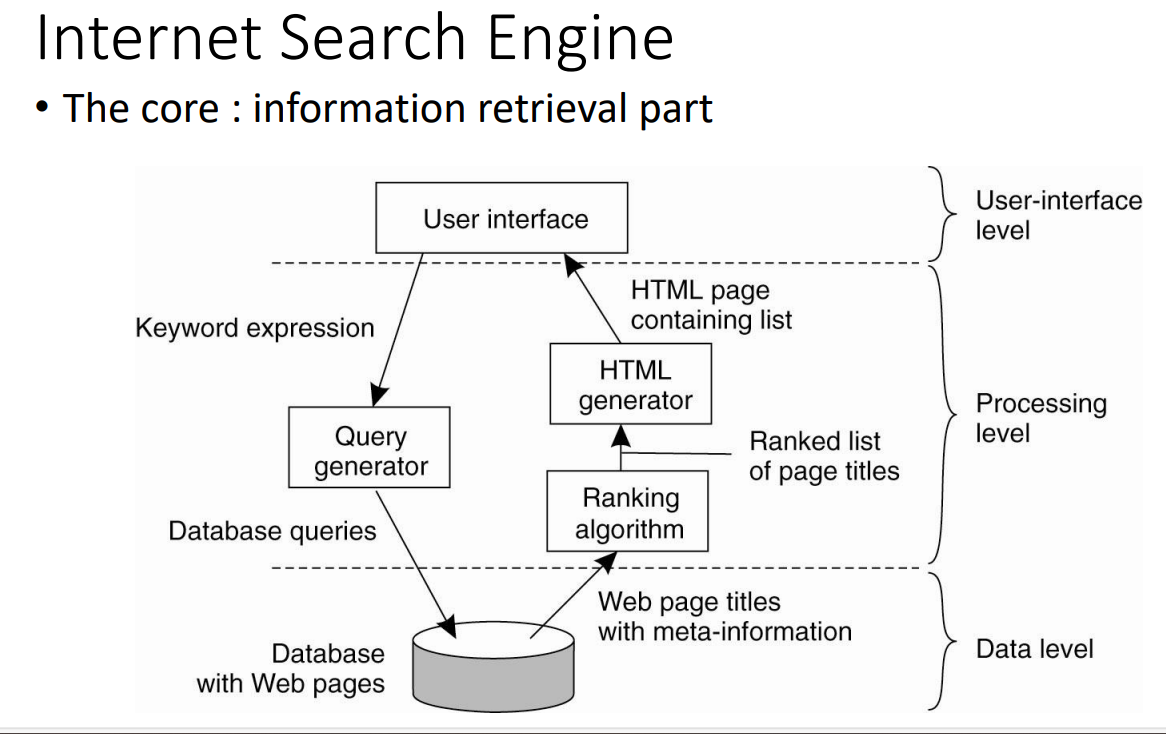 Internet Search Engine
• The core : information retrieval part
User interface
User-interface
level
HTML page
containing list
Keyword expression
HTML
generator
Processing
level
Query
generator
Ranked list
of page titles
Ranking
algorithm
Database queries
Web page titles
with meta-information
Database
with Web pages
Data level